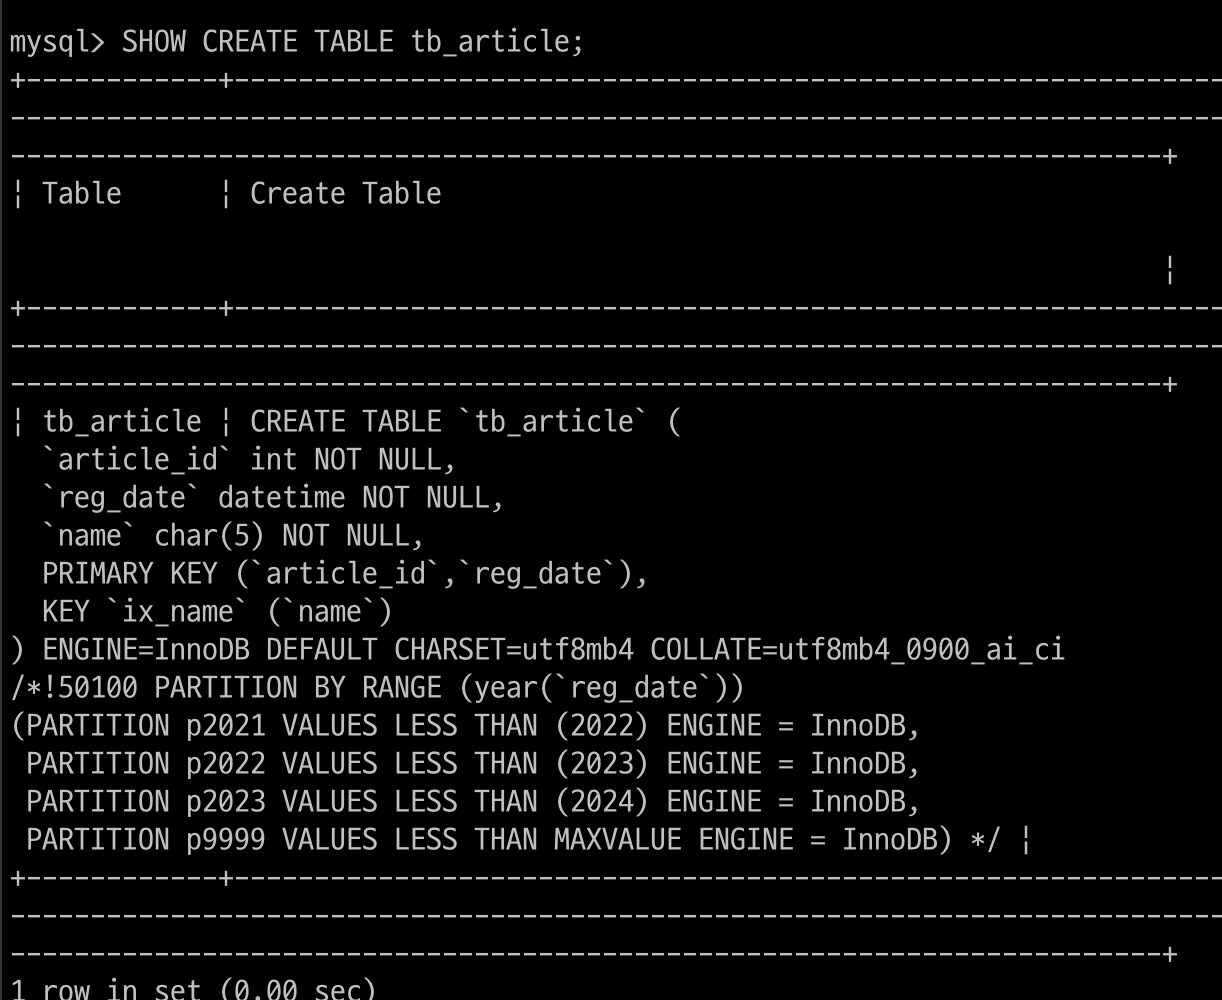 mysql> SHOW CREATE TABLE tb_article;
+------------+--------------------------------------------------------------
----------------------------------------------------------------------------
------------------------------------------------------------------------+
¦ Table      ¦ Create Table
¦
+------------+--------------------------------------------------------------
----------------------------------------------------------------------------
------------------------------------------------------------------------+
¦ tb_article ¦ CREATE TABLE `tb_article` (
  `article_id` int NOT NULL,
  `reg_date` datetime NOT NULL,
  `name` char(5) NOT NULL,
  PRIMARY KEY (`article_id`,`reg_date`),
  KEY `ix_name` (`name`)
) ENGINE=InnoDB DEFAULT CHARSET=utf8mb4 COLLATE=utf8mb4_0900_ai_ci
/*!50100 PARTITION BY RANGE (year(`reg_date`))
(PARTITION p2021 VALUES LESS THAN (2022) ENGINE = InnoDB,
 PARTITION p2022 VALUES LESS THAN (2023) ENGINE = InnoDB,
 PARTITION p2023 VALUES LESS THAN (2024) ENGINE = InnoDB,
 PARTITION p9999 VALUES LESS THAN MAXVALUE ENGINE = InnoDB) */ ¦
+------------+--------------------------------------------------------------
----------------------------------------------------------------------------
------------------------------------------------------------------------+
1 row in set (0.00 sec)